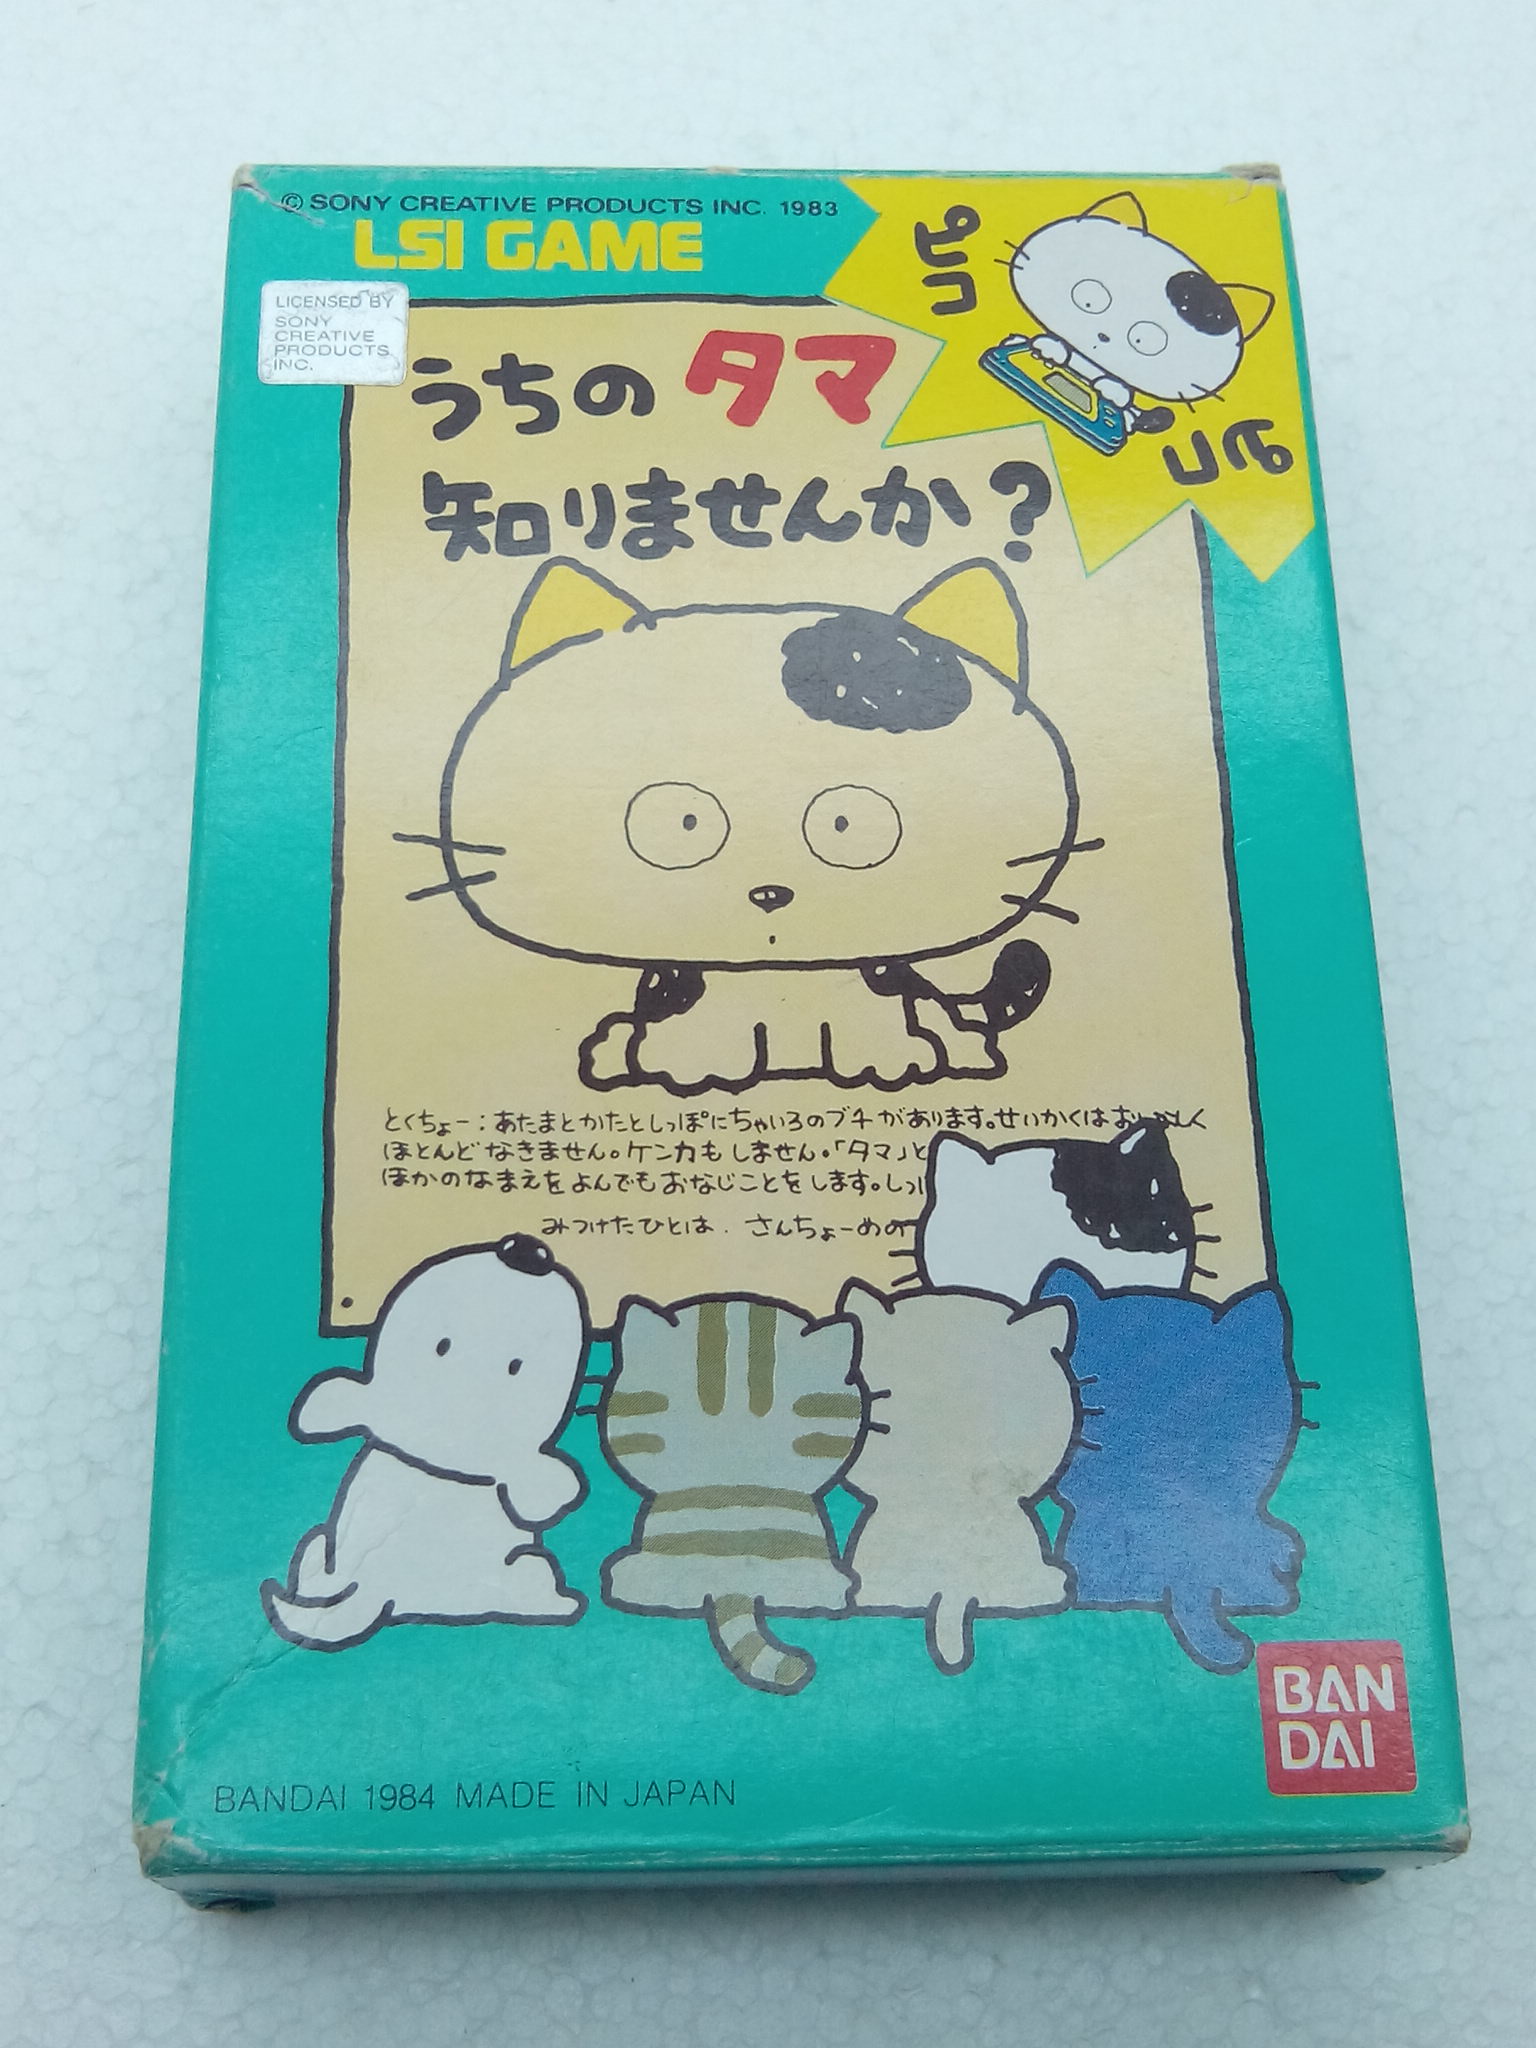 © SONY CREATIVE PRODUCTS INC. 1983
LSI GAME
LICENSED BY
SONY
CREATIVE
PRODUCTS
INC.
ピコ
ピコ
うちのタマ
知りませんか?
とくちょー:あたまとかたとしっぽにちゃいろのブチがあります。せいかくはおとなしく
ほとんどなきません。ケンカもしません。「タマ」と
ほかのなまえをよんでもおなじことをします。しっ
みつけたひとは、さんちょーめの
BAN
DAI
BANDAI 1984 MADE IN JAPAN